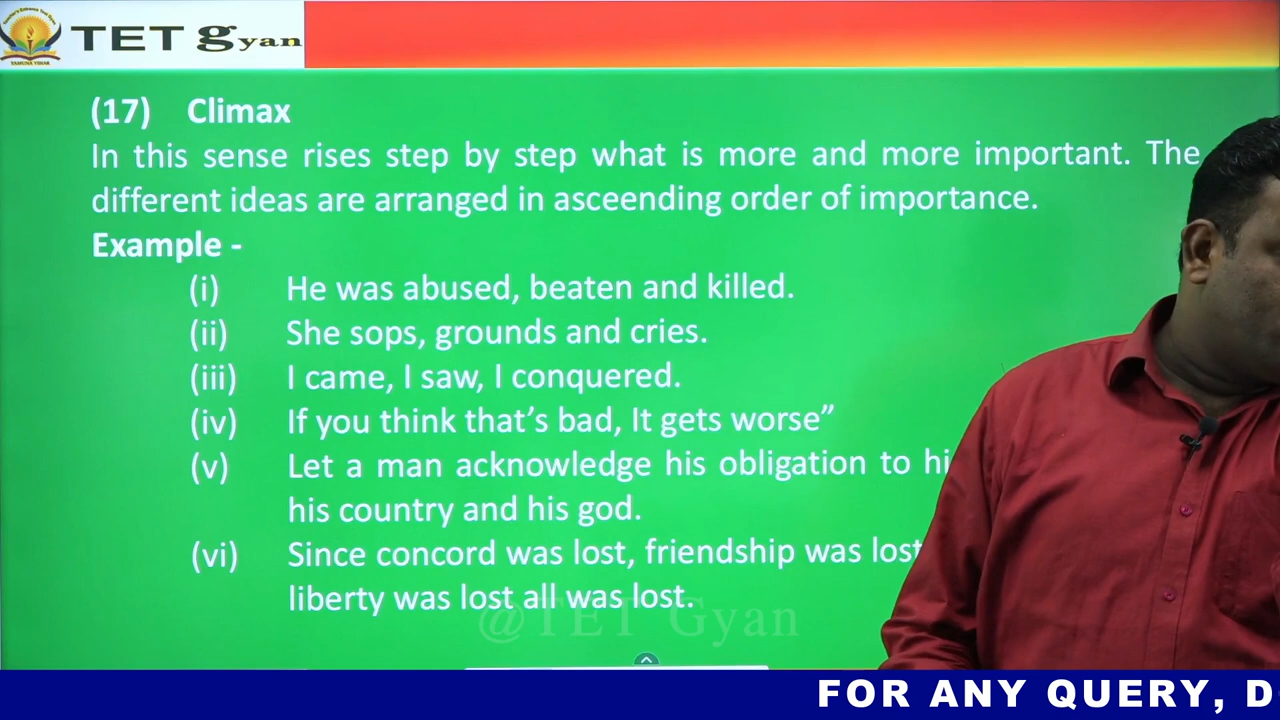 TET gyan
YAMUNA VIHAR
(17) Climax
In this sense rises step by step what is more and more important. The
different ideas are arranged in asceending order of importance.
Example -
(i) He was abused, beaten and killed.
(ii) She sops, grounds and cries.
(iii) I came, I saw, I conquered.
(iv) If you think that's bad, It gets worse”
(v) Let a man acknowledge his obligation to
his country and his god.
(vi) Since concord was lost, friendship was lost
liberty was lost all was lost.
@TET Gyan
FOR ANY QUERY,